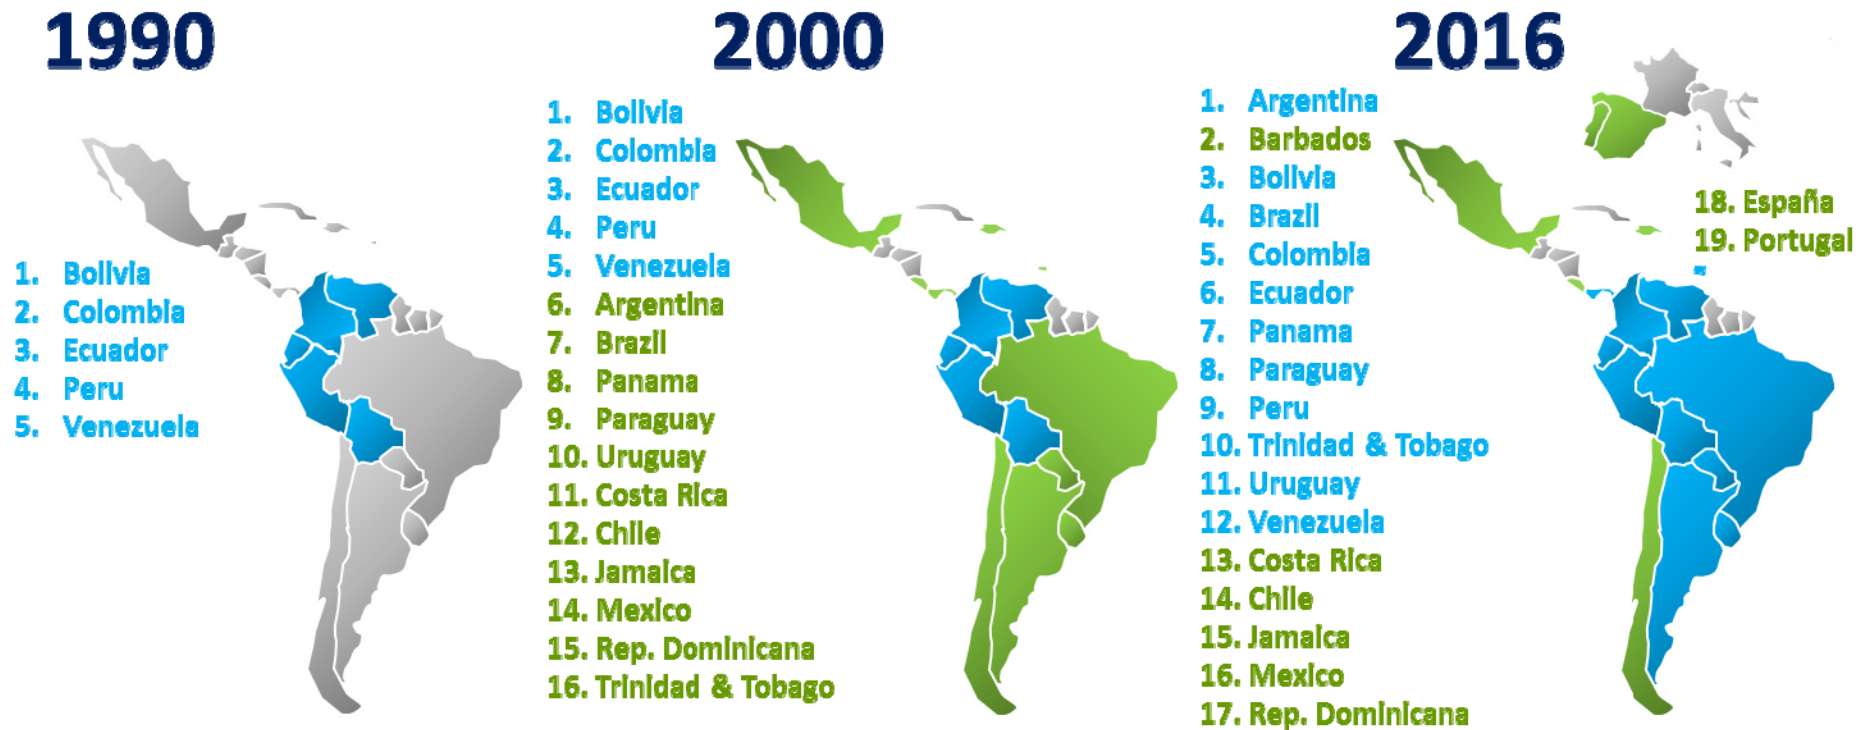 1990
1. Bolivia
2. Colombia
3. Ecuador
4. Peru
5. Venezuela
2000
1. Bolivia
2. Colombia
3. Ecuador
4. Peru
5. Venezuela
6. Argentina
7. Brazil
8. Panama
9. Paraguay
10. Uruguay
11. Costa Rica
12. Chile
13. Jamaica
14. Mexico
15. Rep. Dominicana
16. Trinidad & Tobago
2016
1. Argentina
2. Barbados
3. Bolivia
4. Brazil
5. Colombia
6. Ecuador
7. Panama
8. Paraguay
9. Peru
10. Trinidad & Tobago
11. Uruguay
12. Venezuela
13. Costa Rica
14. Chile
15. Jamaica
16. Mexico
17. Rep. Dominicana
18. España
19. Portugal